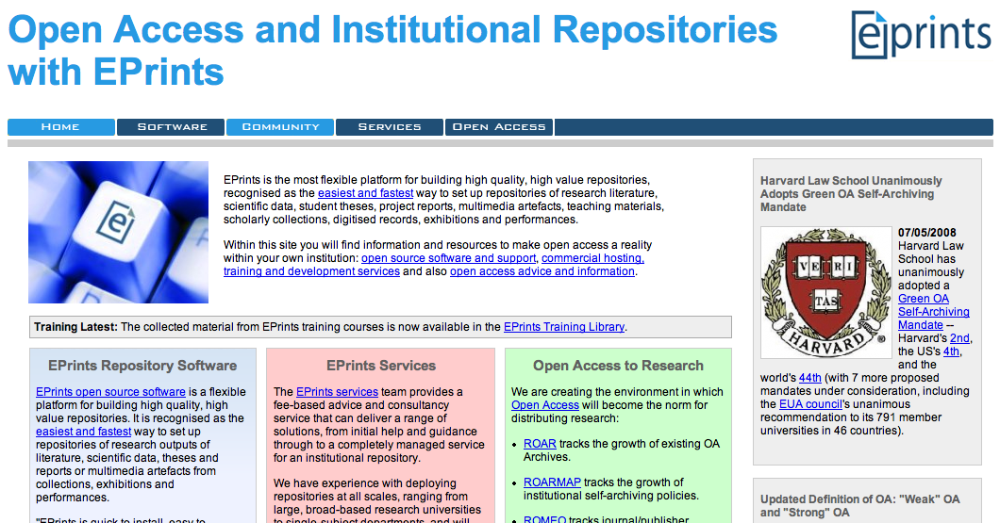 Open Access and Institutional Repositories
with EPrints
eprints
HOME
SOFTWARE
COMMUNITY
SERVICES
OPEN ACCESS
e
EPrints is the most flexible platform for building high quality, high value repositories,
recognised as the easiest and fastest way to set up repositories of research literature,
scientific data, student theses, project reports, multimedia artefacts, teaching materials,
scholarly collections, digitised records, exhibitions and performances.
Within this site you will find information and resources to make open access a reality
within your own institution: open source software and support, commercial hosting,
training and development services and also open access advice and information.
Training Latest: The collected material from EPrints training courses is now available in the EPrints Training Library.
EPrints Repository Software
EPrints open source software is a flexible
platform for building high quality, high
value repositories. It is recognised as the
easiest and fastest way to set up
repositories of research outputs of
literature, scientific data, theses and
reports or multimedia artefacts from
collections, exhibitions and
performances.
"EPrints is quick to install, easy to
EPrints Services
The EPrints services team provides a
fee-based advice and consultancy
service that can deliver a range of
solutions, from initial help and guidance
through to a completely managed service
for an institutional repository.
We have experience with deploying
repositories at all scales, ranging from
large, broad-based research universities
to single-subject departments, and will
Open Access to Research
We are creating the environment in which
Open Access will become the norm for
distributing research:
• ROAR tracks the growth of existing OA
Archives.
• ROARMAP tracks the growth of
institutional self-archiving policies.
• ROMEO tracks journal/publisher
Harvard Law School Unanimously
Adopts Green OA Self-Archiving
Mandate
VE RI
TAS
HARVARD
®
07/05/2008
Harvard Law
School has
unanimously
adopted a
Green OA
Self-Archiving
Mandate --
Harvard's 2nd,
the US's 4th,
and the
world's 44th (with 7 more proposed
mandates under consideration, including
the EUA council's unanimous
recommendation to its 791 member
universities in 46 countries).
Updated Definition of OA: "Weak" OA
and "Strong" OA